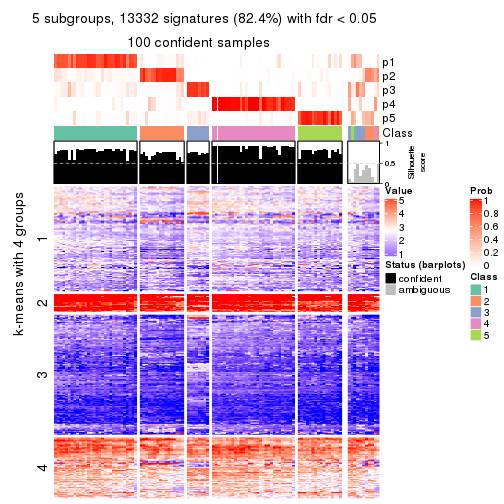 5 subgroups, 13332 signatures (82.4%) with fdr < 0.05
100 confident samples
p1
p2
p3
p4
p5
Class
1
0.5
0
Silhouette
score
k-means with 4 groups
1
2
3
4
Value
5
4
3
2
1
Status (barplots)
confident
ambiguous
Prob
1
0.8
0.6
0.4
0.2
0
Class
1
2
3
4
5